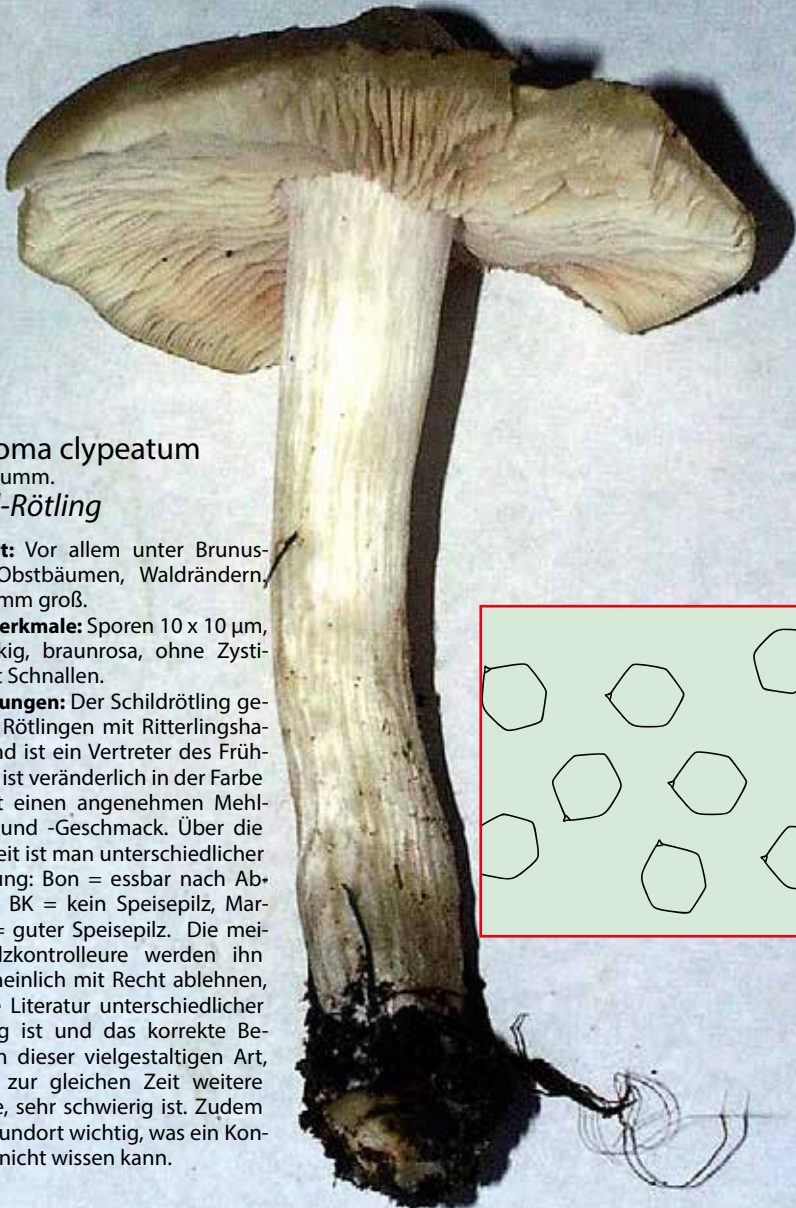 oma clypeatum
umm.
l-Rötling
t: Vor allem unter Brunus-
Obstbäumen, Waldrändern,
mm groß.
erkmale: Sporen 10 x 10 µm,
kig, braunrosa, ohne Zysti-
t Schnallen.
ungen: Der Schildrötling ge-
Rötlingen mit Ritterlingsha-
nd ist ein Vertreter des Früh-
ist veränderlich in der Farbe
t einen angenehmen Mehl-
und -Geschmack. Über die
eit ist man unterschiedlicher
ung: Bon = essbar nach Ab-
BK = kein Speisepilz, Mar-
= guter Speisepilz. Die mei-
lzkontrolleure werden ihn
heinlich mit Recht ablehnen,
e Literatur unterschiedlicher
g ist und das korrekte Be-
n dieser vielgestaltigen Art,
zur gleichen Zeit weitere
e, sehr schwierig ist. Zudem
undort wichtig, was ein Kon-
nicht wissen kann.